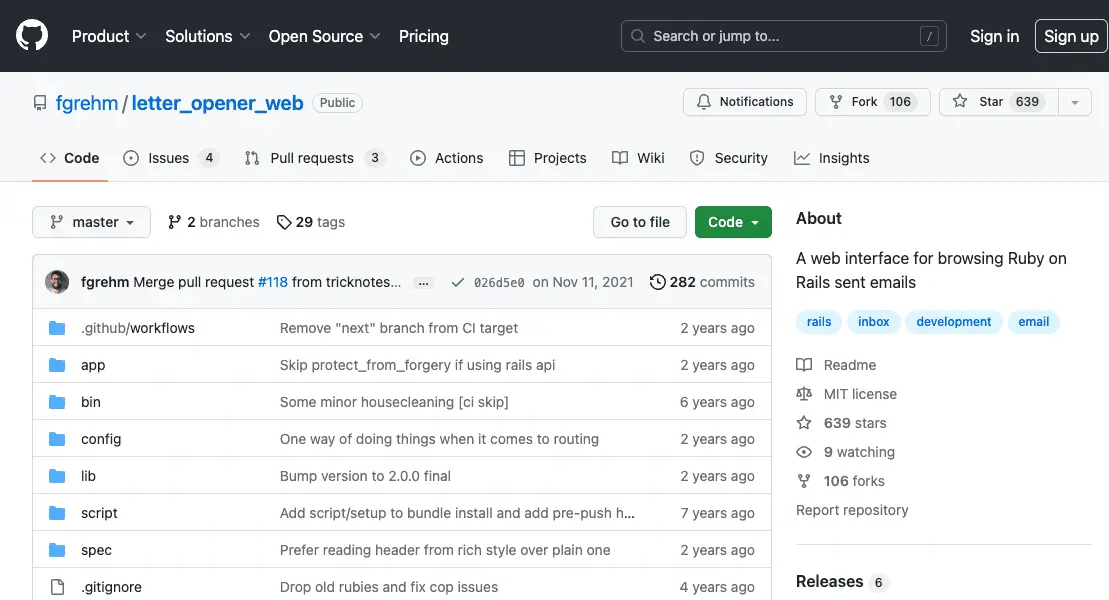 Product Solutions Open Source Pricing Search or jump to... / Sign in Sign up
fgrehm / letter_opener_web Public Notifications Fork 106 Star 639
Code Issues 4 Pull requests 3 Actions Projects Wiki Security Insights
master 2 branches 29 tags Go to file Code
fgrehm Merge pull request #118 from tricknotes... ... 026d5e0 on Nov 11, 2021 282 commits
.github/workflows Remove "next" branch from CI target 2 years ago
app Skip protect_from_forgery if using rails api 2 years ago
bin Some minor housecleaning [ci skip] 6 years ago
config One way of doing things when it comes to routing 2 years ago
lib Bump version to 2.0.0 final 2 years ago
script Add script/setup to bundle install and add pre-push h... 7 years ago
spec Prefer reading header from rich style over plain one 2 years ago
.gitignore Drop old rubies and fix cop issues 4 years ago
About
A web interface for browsing Ruby on
Rails sent emails
rails inbox development email
Readme
MIT license
639 stars
9 watching
106 forks
Report repository
Releases 6